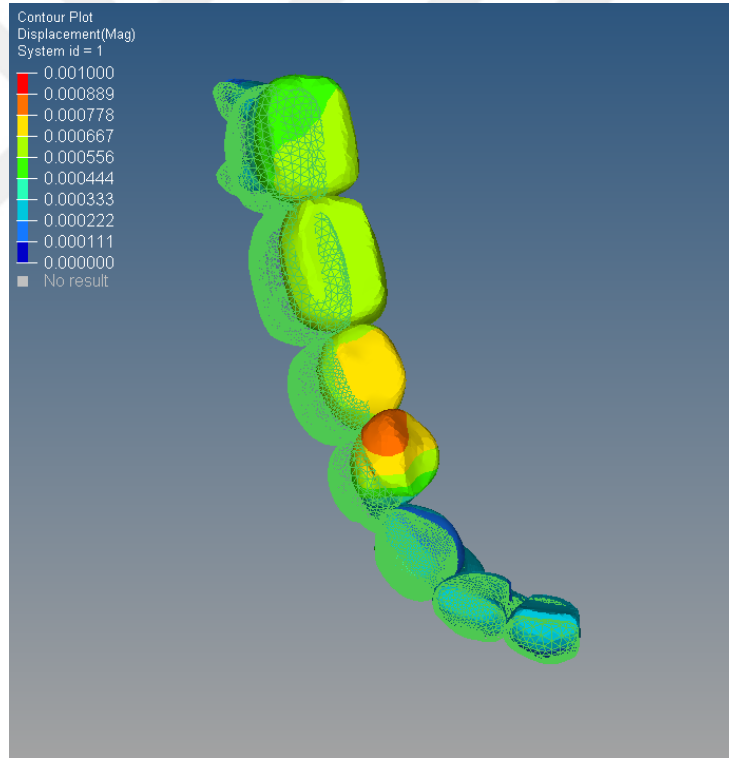 Contour Plot
Displacement(Mag)
System id = 1
0.001000
0.000889
0.000778
0.000667
0.000556
0.000444
0.000333
0.000222
0.000111
0.000000
No result